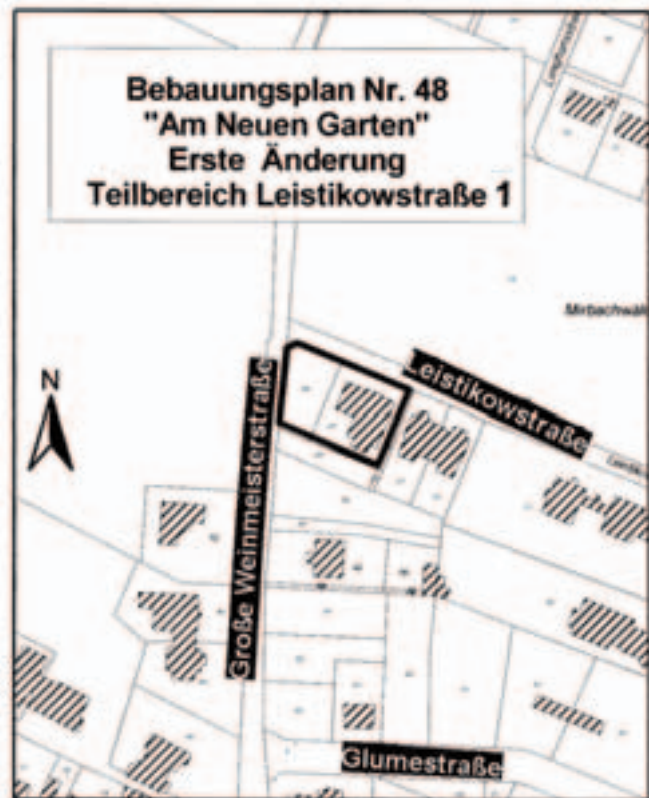 Bebauungsplan Nr. 48
"Am Neuen Garten"
Erste Änderung
Teilbereich Leistikowstraße 1
N
Leistikowstraße
Große Weinmeisterstraße
Glumestraße